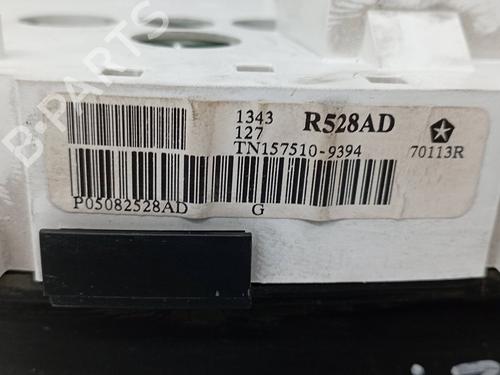 1343
127
R528AD
TN157510-9394
70113R
P05082528AD
G
B-PARTS